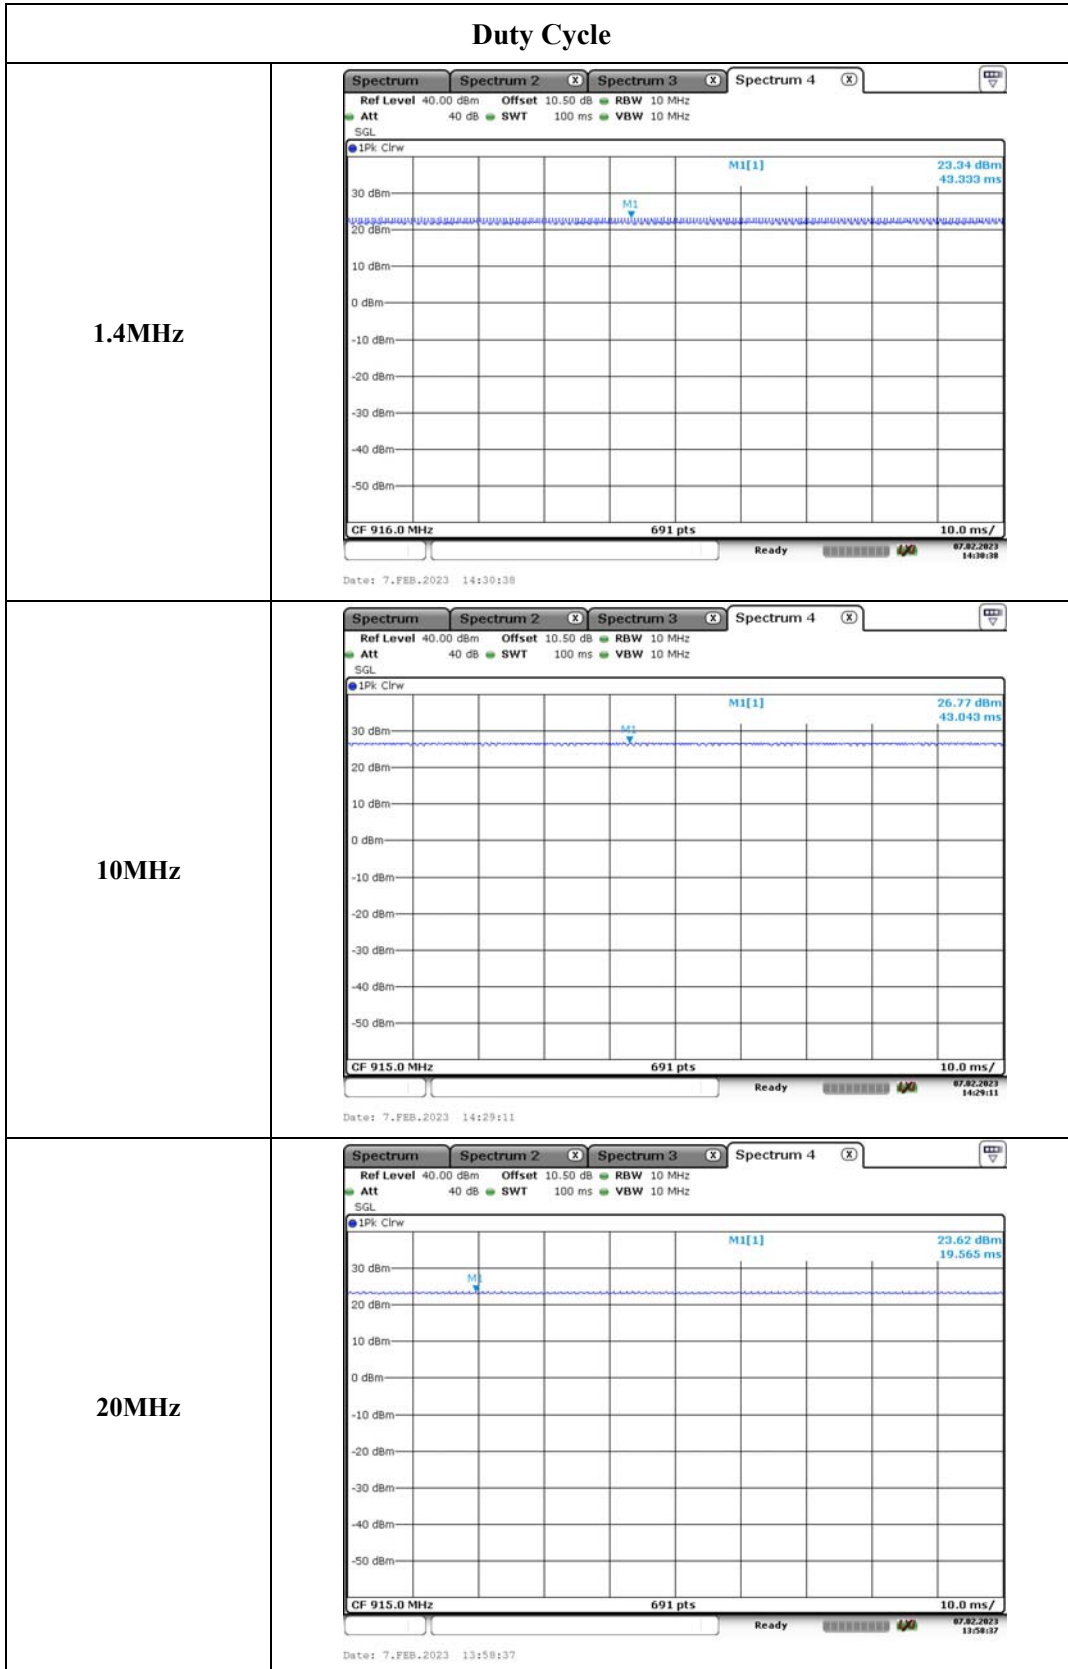 Duty Cycle
1.4MHz
Spectrum Spectrum 2 X Spectrum 3 X Spectrum 4 X
Ref Level 40.00 dBm Offset 10.50 dB RBW 10 MHz
Att 40 dB SWT 100 ms VBW 10 MHz
SGL
1Pk Clrw
M1[1] 23.34 dBm
43.333 ms
30 dBm
M1
20 dBm
10 dBm
0 dBm
-10 dBm
-20 dBm
-30 dBm
-40 dBm
-50 dBm
CF 916.0 MHz 691 pts 10.0 ms/
Ready 07.02.2023
14:30:38
Date: 7.FEB.2023 14:30:38
10MHz
Spectrum Spectrum 2 X Spectrum 3 X Spectrum 4 X
Ref Level 40.00 dBm Offset 10.50 dB RBW 10 MHz
Att 40 dB SWT 100 ms VBW 10 MHz
SGL
1Pk Clrw
M1[1] 26.77 dBm
43.043 ms
30 dBm
M1
20 dBm
10 dBm
0 dBm
-10 dBm
-20 dBm
-30 dBm
-40 dBm
-50 dBm
CF 915.0 MHz 691 pts 10.0 ms/
Ready 07.02.2023
14:29:11
Date: 7.FEB.2023 14:29:11
20MHz
Spectrum Spectrum 2 X Spectrum 3 X Spectrum 4 X
Ref Level 40.00 dBm Offset 10.50 dB RBW 10 MHz
Att 40 dB SWT 100 ms VBW 10 MHz
SGL
1Pk Clrw
M1[1] 23.62 dBm
19.565 ms
30 dBm
M1
20 dBm
10 dBm
0 dBm
-10 dBm
-20 dBm
-30 dBm
-40 dBm
-50 dBm
CF 915.0 MHz 691 pts 10.0 ms/
Ready 07.02.2023
13:58:37
Date: 7.FEB.2023 13:58:37